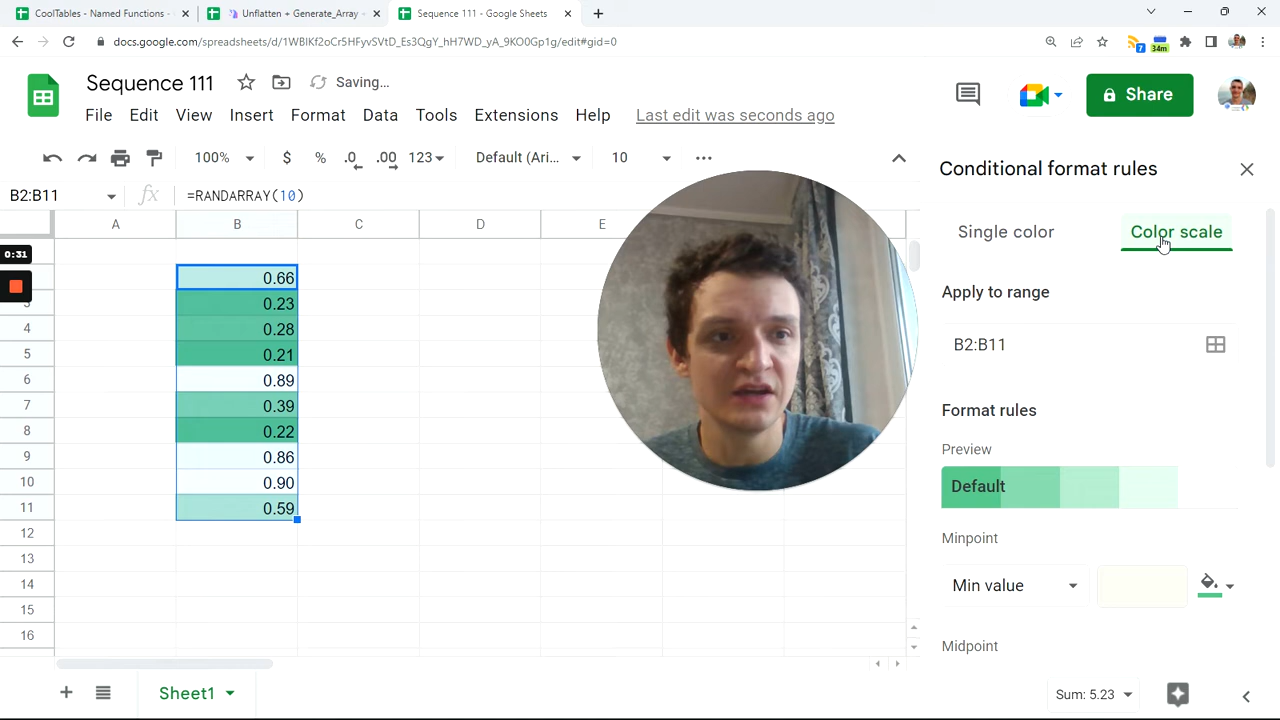 CoolTables - Named Functions -
Unflatten + Generate_Array -
Sequence 111 - Google Sheets
docs.google.com/spreadsheets/d/1WBIKf2oCr5HFyvSVtD_Es3QqY_hH7WD_yA_9KO0Gp1g/edit#gid=0
7
34m
Sequence 111
Saving...
File Edit View Insert Format Data Tools Extensions Help Last edit was seconds ago
Share
100% $ % .0 .00 123 Default (Ari... 10
B2:B11 fx =RANDARRAY(10)
A B C D E
0:31
0.66
3 0.23
4 0.28
5 0.21
6 0.89
7 0.39
8 0.22
9 0.86
10 0.90
11 0.59
12
13
14
15
16
Sheet1
Sum: 5.23
Conditional format rules
Single color Color scale
Apply to range
B2:B11
Format rules
Preview
Default
Minpoint
Min value
Midpoint